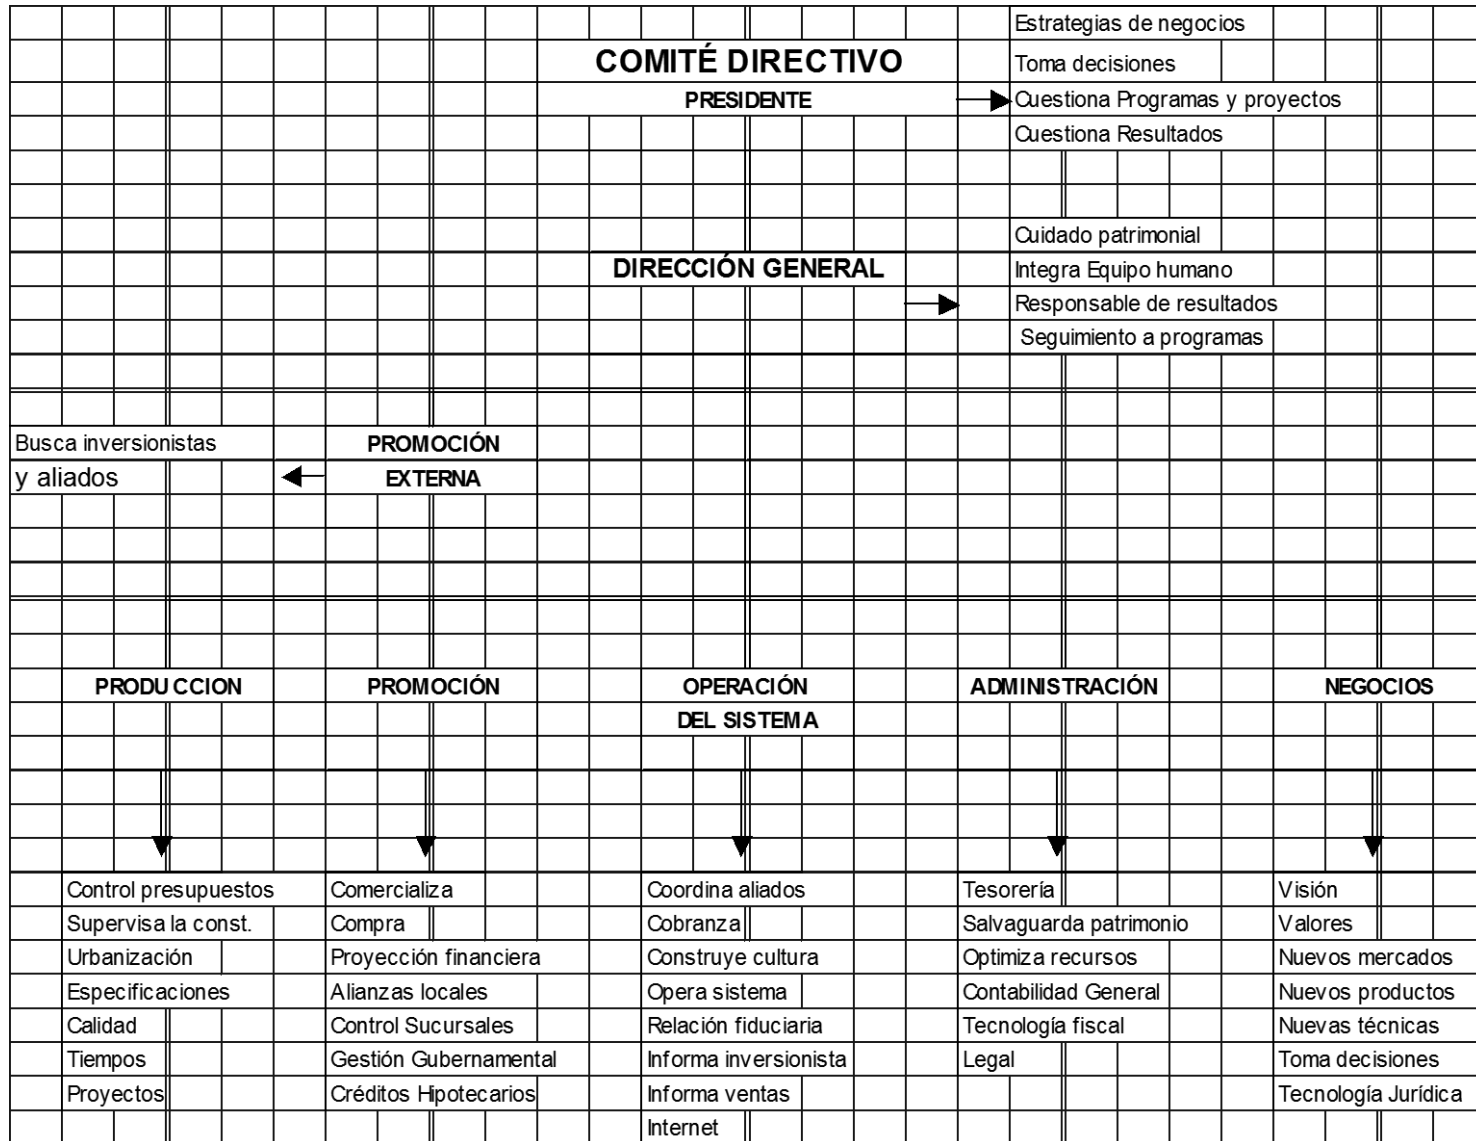 Estrategias de negocios
COMITÉ DIRECTIVO
Toma decisiones
PRESIDENTE
Cuestiona Programas y proyectos
Cuestiona Resultados
Cuidado patrimonial
DIRECCIÓN GENERAL
Integra Equipo humano
Responsable de resultados
Seguimiento a programas
Busca inversionistas
y aliados
PROMOCIÓN
EXTERNA
PRODUCCION
Control presupuestos
Supervisa la const.
Urbanización
Especificaciones
Calidad
Tiempos
Proyectos
PROMOCIÓN
Comercializa
Compra
Proyección financiera
Alianzas locales
Control Sucursales
Gestión Gubernamental
Créditos Hipotecarios
OPERACIÓN
DEL SISTEMA
Coordina aliados
Cobranza
Construye cultura
Opera sistema
Relación fiduciaria
Informa inversionista
Informa ventas
Internet
ADMINISTRACIÓN
Tesorería
Salvaguarda patrimonio
Optimiza recursos
Contabilidad General
Tecnología fiscal
Legal
NEGOCIOS
Visión
Valores
Nuevos mercados
Nuevos productos
Nuevas técnicas
Toma decisiones
Tecnología Jurídica